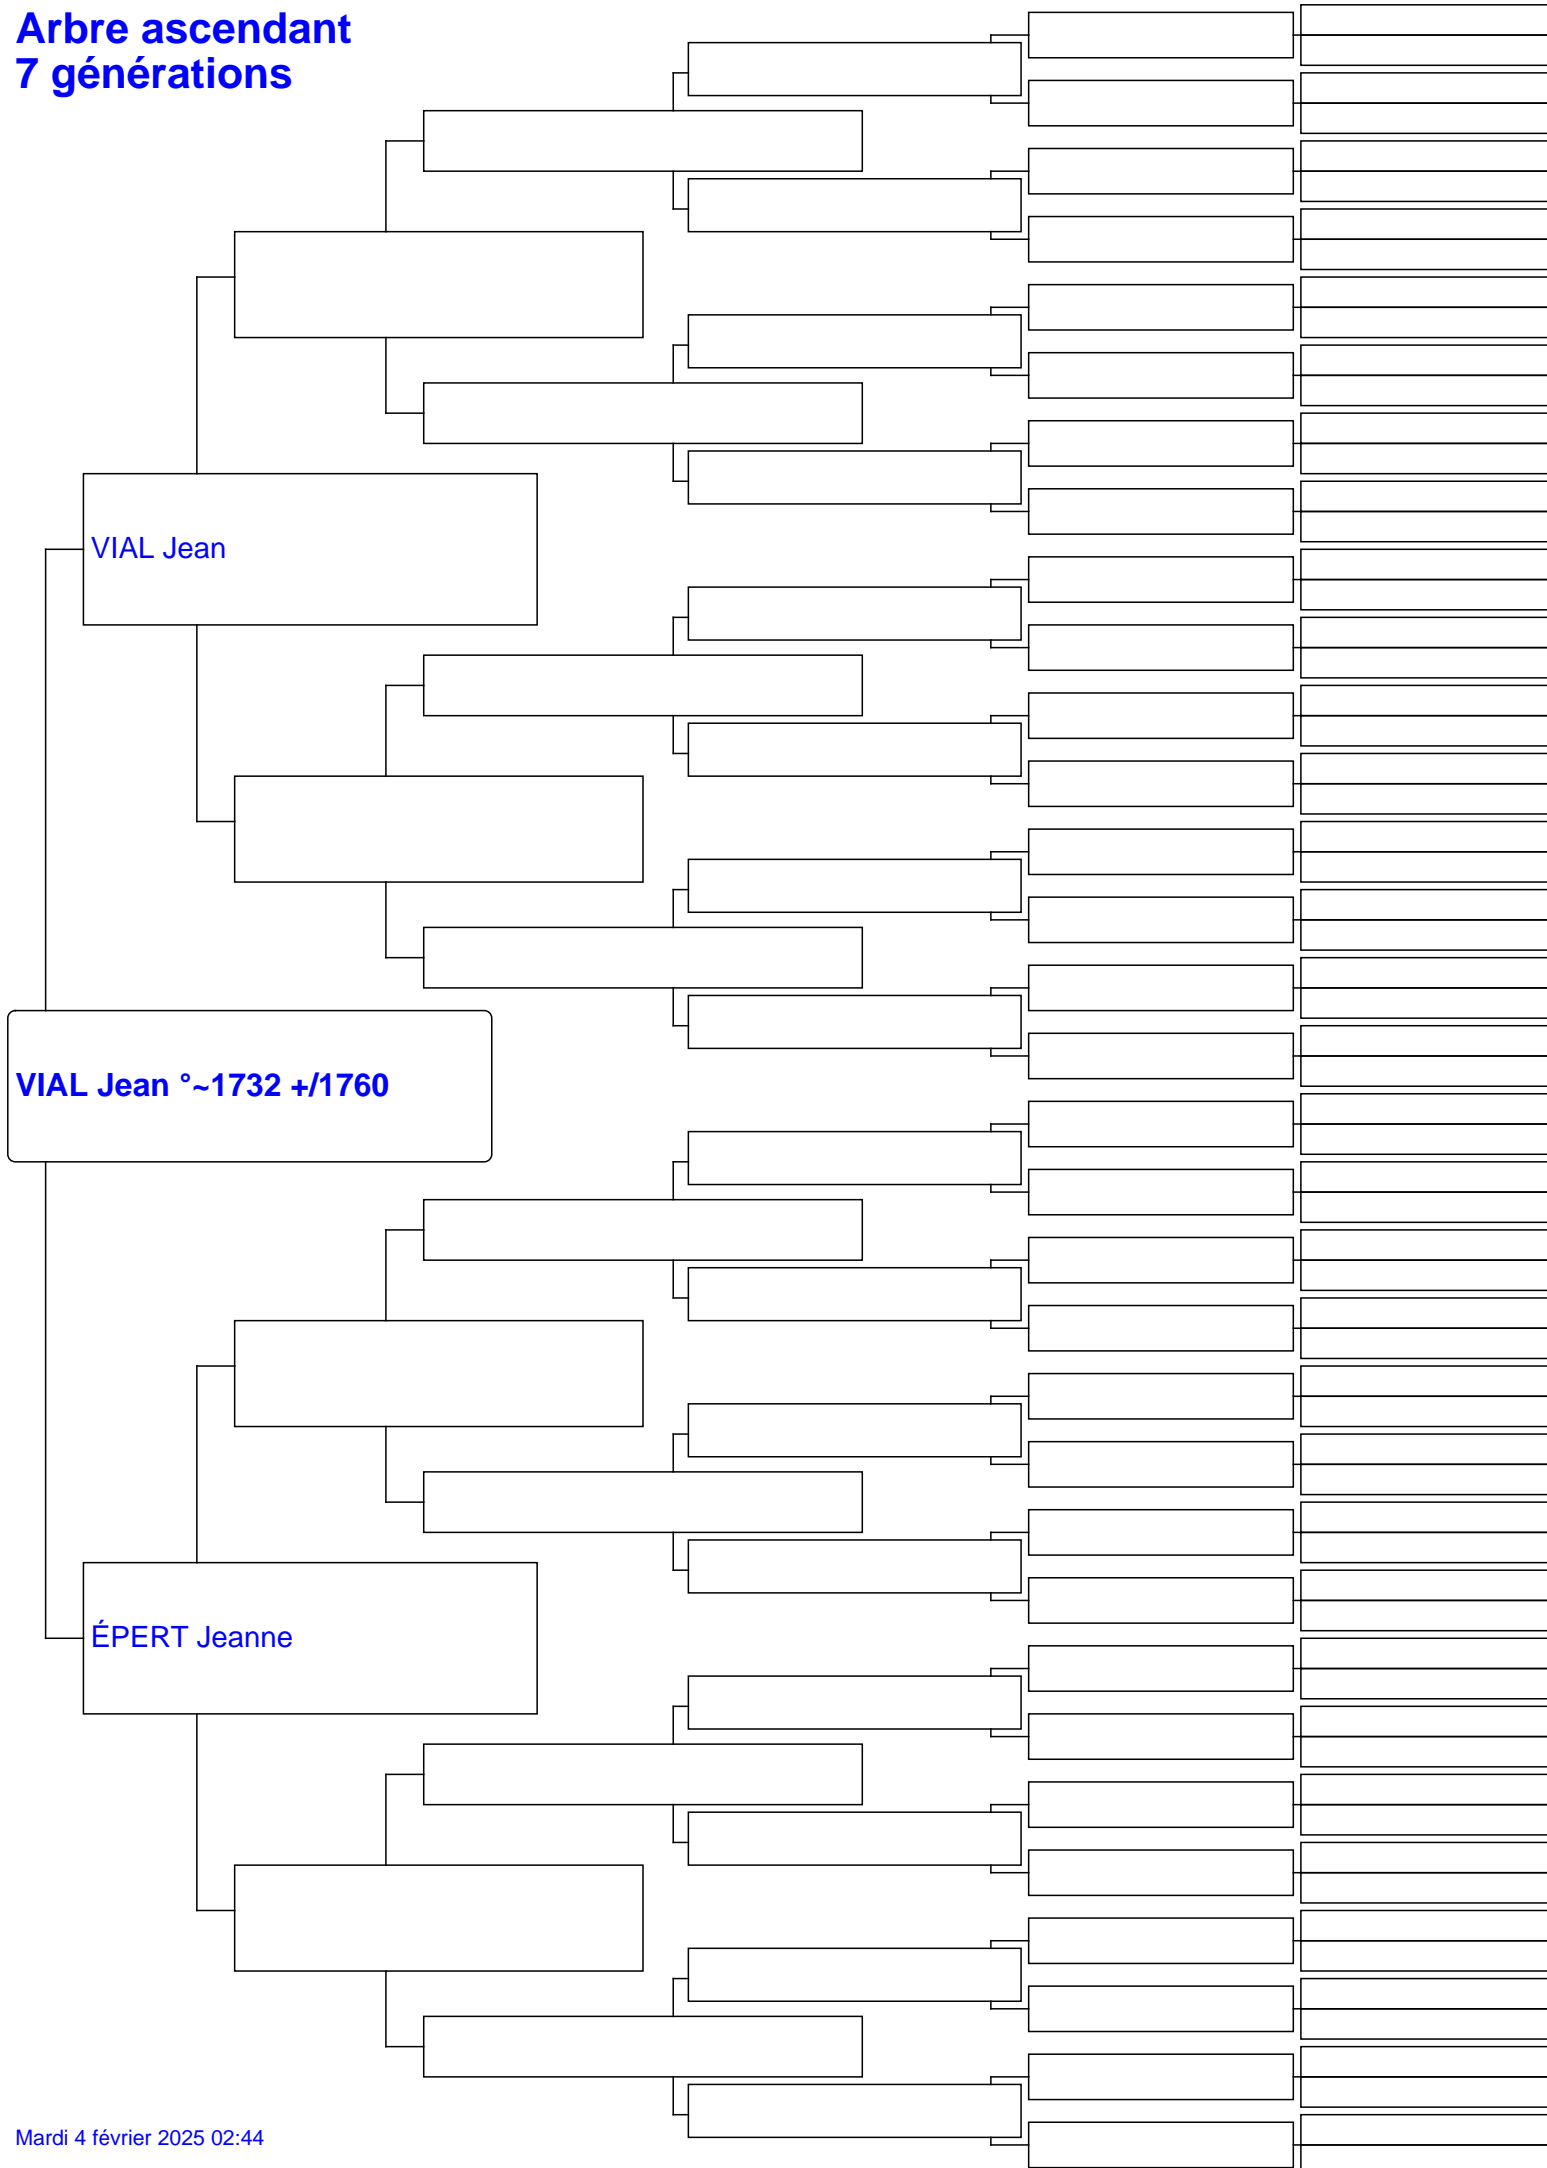 Arbre ascendant
7 générations
VIAL Jean
VIAL Jean °~1732 +/1760
ÉPERT Jeanne
Mardi 4 février 2025 02:44